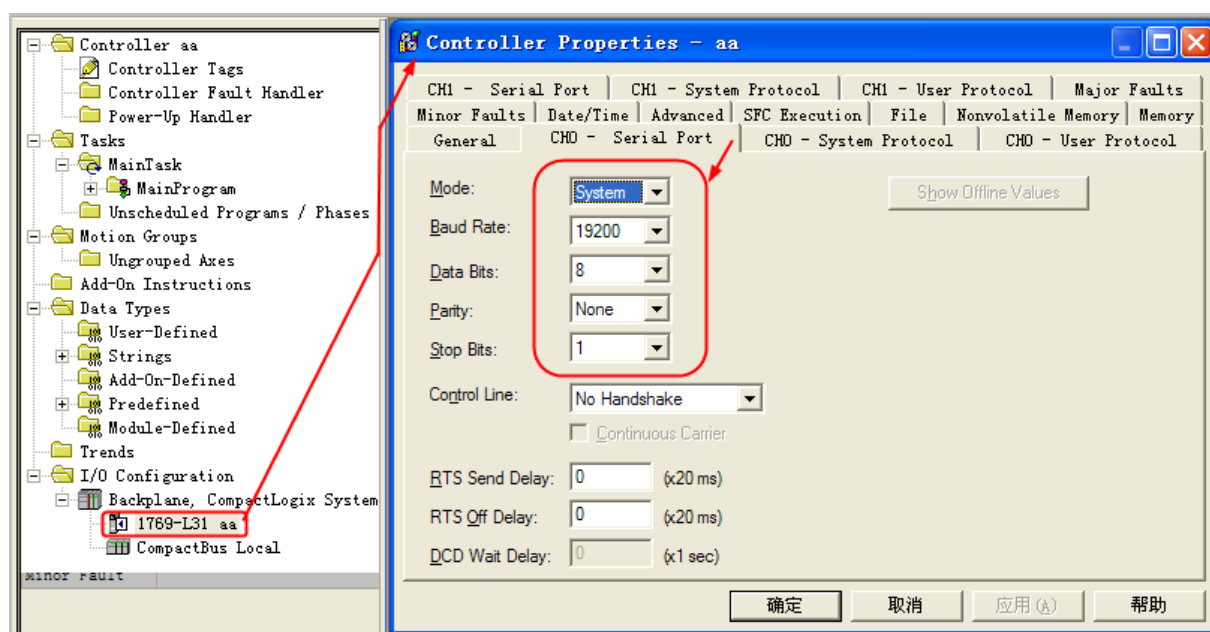 Controller aa
Controller Tags
Controller Fault Handler
Power-Up Handler
Tasks
MainTask
MainProgram
Unscheduled Programs / Phases
Motion Groups
Ungrouped Axes
Add-On Instructions
Data Types
User-Defined
Strings
Add-On-Defined
Predefined
Module-Defined
Trends
I/O Configuration
Backplane, CompactLogix System
1769-L31 aa
CompactBus Local
Minor Fault
Controller Properties - aa
CH1 - Serial Port CH1 - System Protocol CH1 - User Protocol Major Faults
Minor Faults Date/Time Advanced SFC Execution File Nonvolatile Memory Memory
General CH0 - Serial Port CH0 - System Protocol CH0 - User Protocol
Mode: System Show Offline Values
Baud Rate: 19200
Data Bits: 8
Parity: None
Stop Bits: 1
Control Line: No Handshake
Continuous Carrier
RTS Send Delay: 0 (x20 ms)
RTS Off Delay: 0 (x20 ms)
DCD Wait Delay: 0 (x1 sec)
确定 取消 应用(A) 帮助